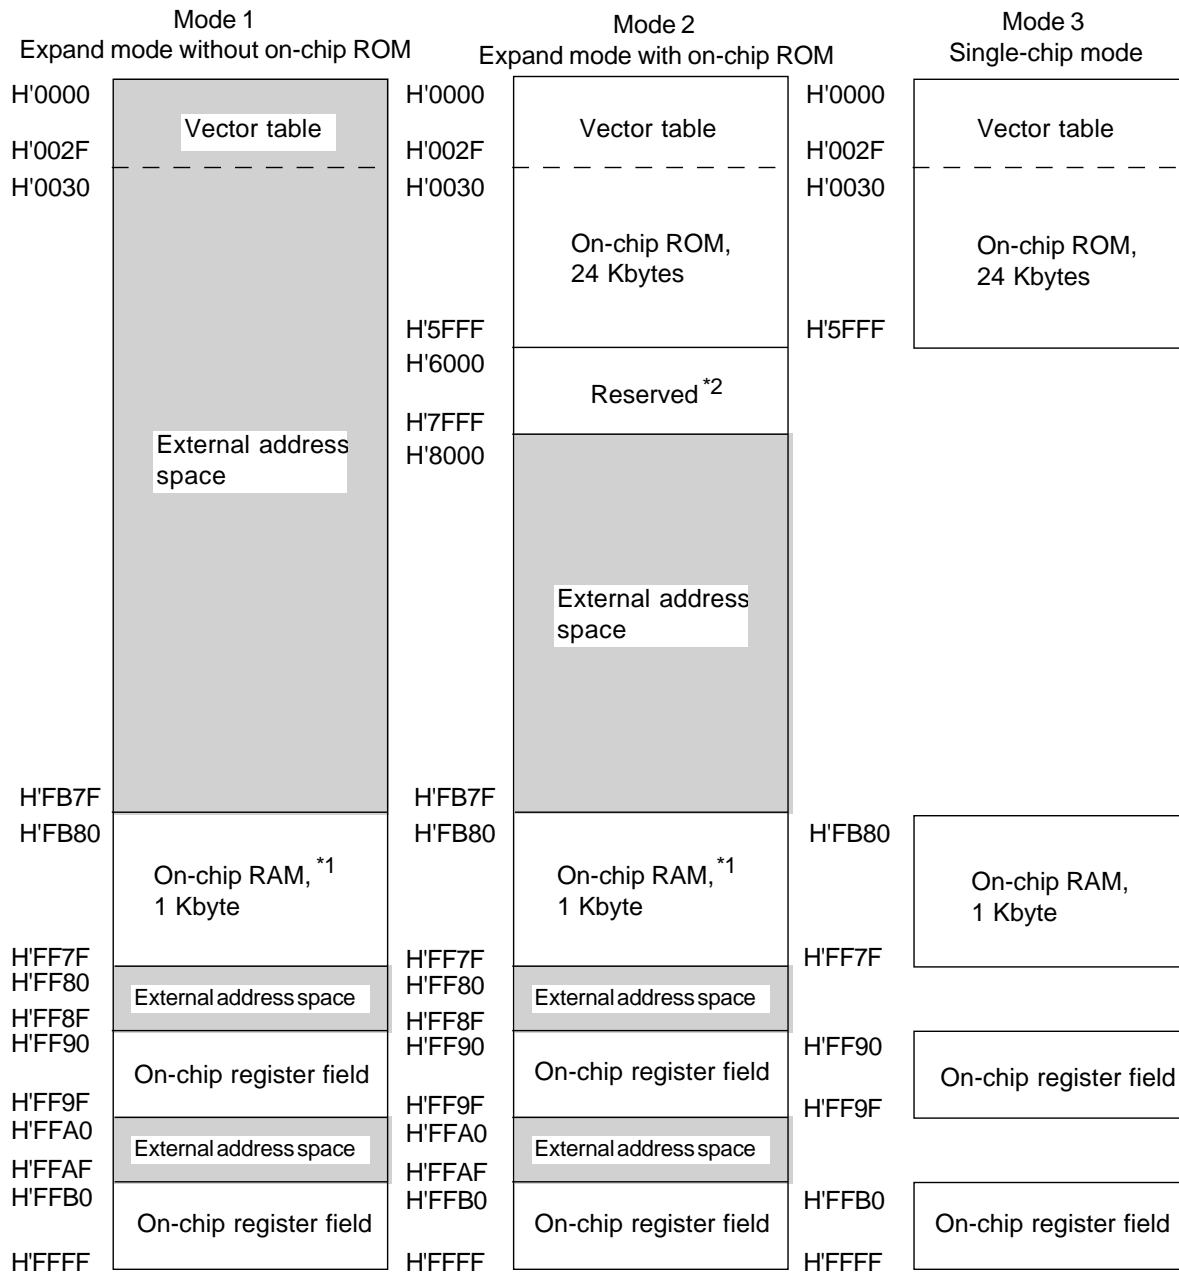 Mode 1
Expand mode without on-chip ROM
H'0000
Vector table
H'002F
H'0030
External address
space
H'FB7F
H'FB80
On-chip RAM, *1
1 Kbyte
H'FF7F
H'FF80
External address space
H'FF8F
H'FF90
On-chip register field
H'FF9F
H'FFA0
External address space
H'FFAF
H'FFB0
On-chip register field
H'FFFF
Mode 2
Expand mode with on-chip ROM
H'0000
Vector table
H'002F
H'0030
On-chip ROM,
24 Kbytes
H'5FFF
H'6000
Reserved *2
H'7FFF
H'8000
External address
space
H'FB7F
H'FB80
On-chip RAM, *1
1 Kbyte
H'FF7F
H'FF80
External address space
H'FF8F
H'FF90
On-chip register field
H'FF9F
H'FFA0
External address space
H'FFAF
H'FFB0
On-chip register field
H'FFFF
Mode 3
Single-chip mode
H'0000
Vector table
H'002F
H'0030
On-chip ROM,
24 Kbytes
H'5FFF
H'FB80
On-chip RAM,
1 Kbyte
H'FF7F
H'FF90
On-chip register field
H'FF9F
H'FFB0
On-chip register field
H'FFFF